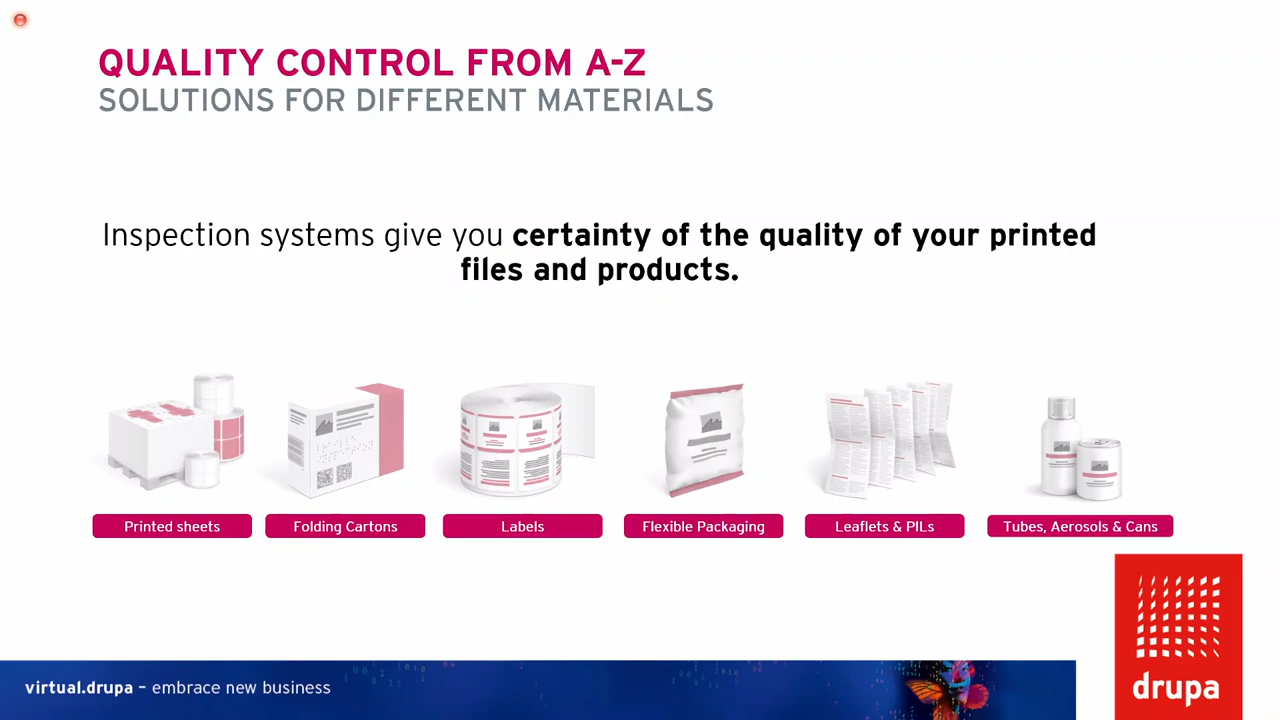 QUALITY CONTROL FROM A-Z
SOLUTIONS FOR DIFFERENT MATERIALS
Inspection systems give you certainty of the quality of your printed
files and products.
Printed sheets
Folding Cartons
Labels
Flexible Packaging
Leaflets & PILs
Tubes, Aerosols & Cans
virtual.drupa – embrace new business
drupa